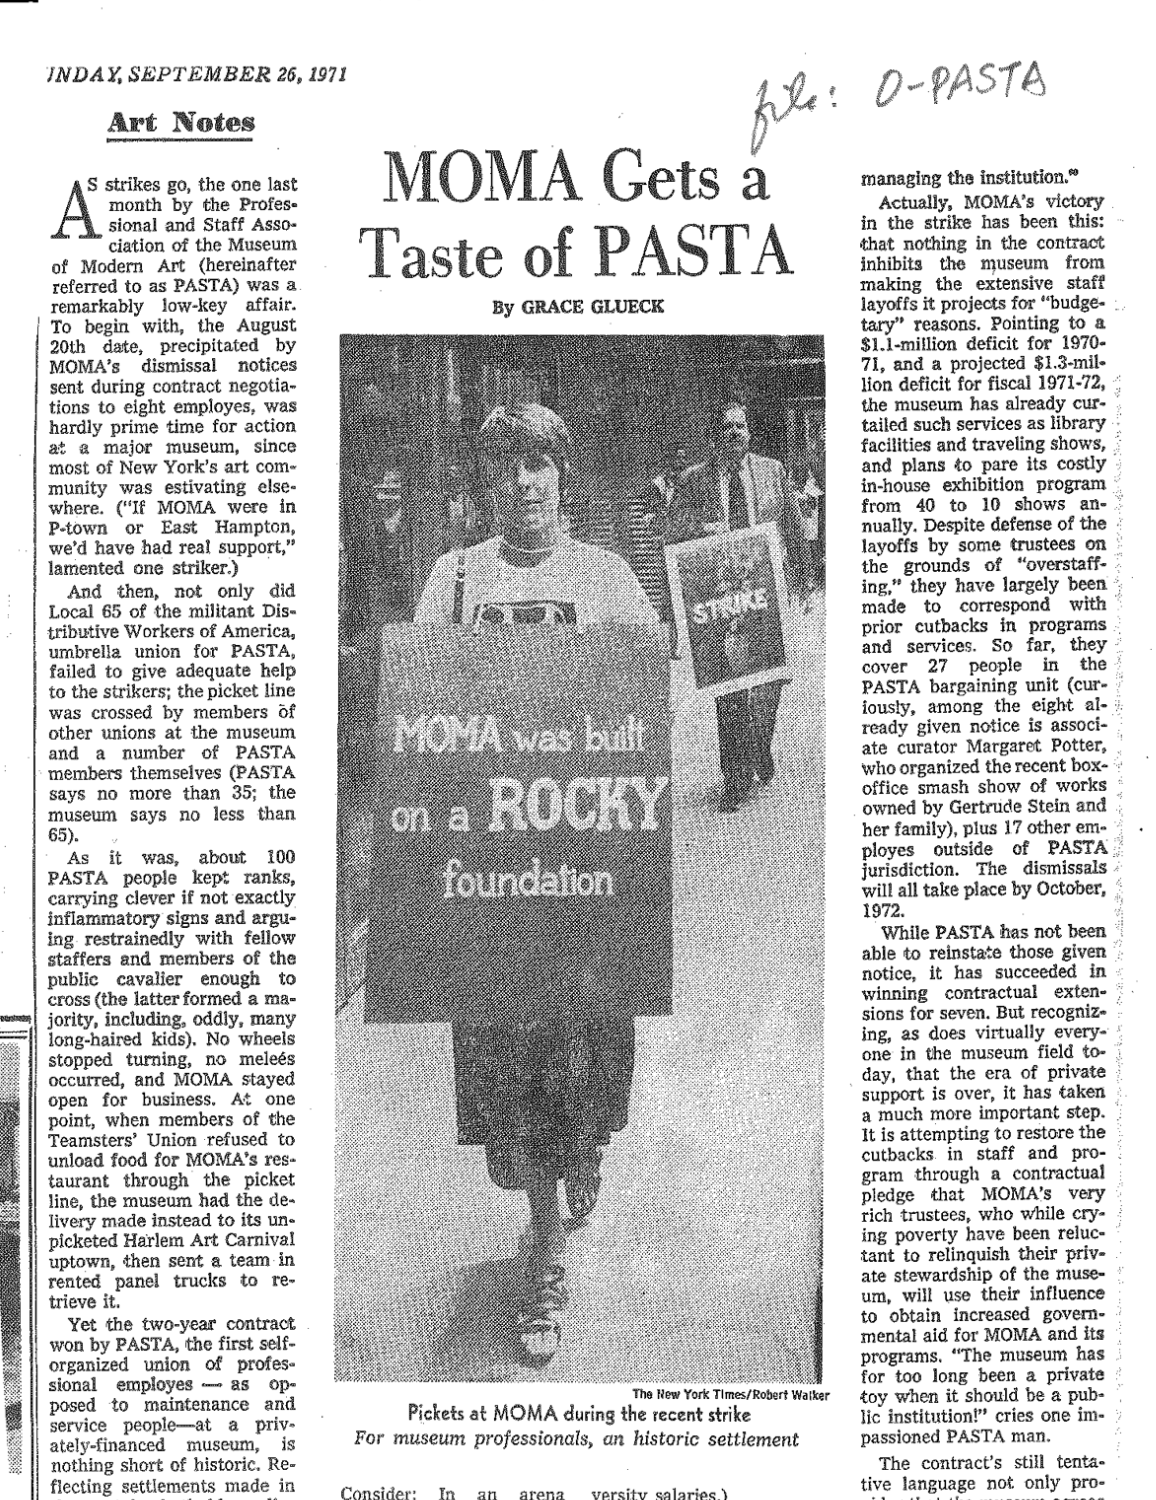 UNDAY, SEPTEMBER 26, 1971
file: O-PASTA
Art Notes
MOMA Gets a
Taste of PASTA
By GRACE GLUECK
AS strikes go, the one last
month by the Profes-
sional and Staff Asso-
ciation of the Museum
of Modern Art (hereinafter
referred to as PASTA) was a
remarkably low-key affair.
To begin with, the August
20th date, precipitated by
MOMA's dismissal notices
sent during contract negotia-
tions to eight employes, was
hardly prime time for action
at a major museum, since
most of New York's art com-
munity was estivating else-
where. ("If MOMA were in
P-town or East Hampton,
we'd have had real support,"
lamented one striker.)
And then, not only did
Local 65 of the militant Dis-
tributive Workers of America,
umbrella union for PASTA,
failed to give adequate help
to the strikers; the picket line
was crossed by members of
other unions at the museum
and a number of PASTA
members themselves (PASTA
says no more than 35; the
museum says no less than
65).
As it was, about 100
PASTA people kept ranks,
carrying clever if not exactly
inflammatory signs and argu-
ing restrainedly with fellow
staffers and members of the
public cavalier enough to
cross (the latter formed a ma-
jority, including, oddly, many
long-haired kids). No wheels
stopped turning, no meleés
occurred, and MOMA stayed
open for business. At one
point, when members of the
Teamsters' Union refused to
unload food for MOMA's res-
taurant through the picket
line, the museum had the de-
livery made instead to its un-
picketed Harlem Art Carnival
uptown, then sent a team in
rented panel trucks to re-
trieve it.
Yet the two-year contract
won by PASTA, the first self-
organized union of profes-
sional employes — as op-
posed to maintenance and
service people—at a priv-
ately-financed museum, is
nothing short of historic. Re-
flecting settlements made in
STRIKE
MOMA was built
on a ROCKY
foundation
The New York Times/Robert Walker
Pickets at MOMA during the recent strike
For museum professionals, an historic settlement
Consider: In an arena
versity salaries.)
managing the institution."
Actually, MOMA's victory
in the strike has been this:
that nothing in the contract
inhibits the museum from
making the extensive staff
layoffs it projects for "budge-
tary" reasons. Pointing to a
$1.1-million deficit for 1970-
71, and a projected $1.3-mil-
lion deficit for fiscal 1971-72,
the museum has already cur-
tailed such services as library
facilities and traveling shows,
and plans to pare its costly
in-house exhibition program
from 40 to 10 shows an-
nually. Despite defense of the
layoffs by some trustees on
the grounds of "overstaff-
ing," they have largely been
made to correspond with
prior cutbacks in programs
and services. So far, they
cover 27 people in the
PASTA bargaining unit (cur-
iously, among the eight al-
ready given notice is associ-
ate curator Margaret Potter,
who organized the recent box-
office smash show of works
owned by Gertrude Stein and
her family), plus 17 other em-
ployes outside of PASTA
jurisdiction. The dismissals
will all take place by October,
1972.
While PASTA has not been
able to reinstate those given
notice, it has succeeded in
winning contractual exten-
sions for seven. But recogniz-
ing, as does virtually every-
one in the museum field to-
day, that the era of private
support is over, it has taken
a much more important step.
It is attempting to restore the
cutbacks in staff and pro-
gram through a contractual
pledge that MOMA's very
rich trustees, who while cry-
ing poverty have been reluc-
tant to relinquish their priv-
ate stewardship of the muse-
um, will use their influence
to obtain increased govern-
mental aid for MOMA and its
programs. "The museum has
for too long been a private
toy when it should be a pub-
lic institution!" cries one im-
passioned PASTA man.
The contract's still tenta-
tive language not only pro-